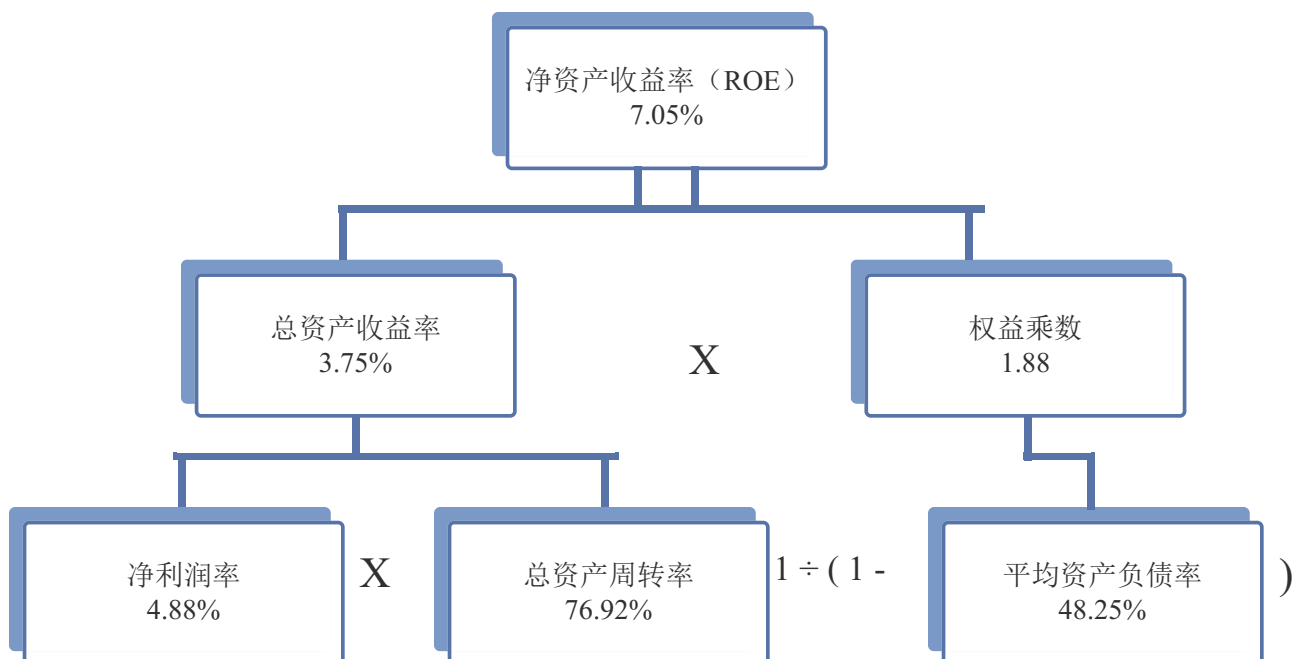 净资产收益率（ROE）
7.05%
总资产收益率
3.75%
X
权益乘数
1.88
净利润率
4.88%
X
总资产周转率
76.92%
1 ÷ ( 1 -
平均资产负债率
48.25%
)